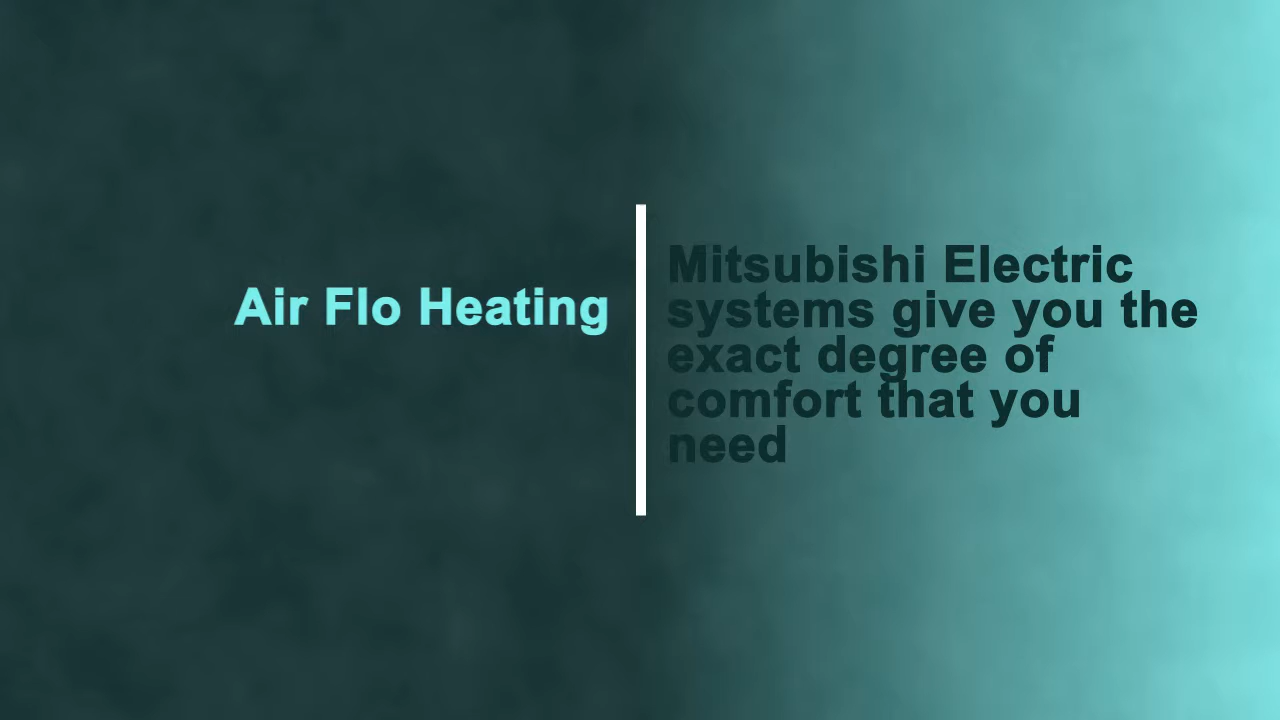 Air Flo Heating
Mitsubishi Electric
systems give you the
exact degree of
comfort that you
need